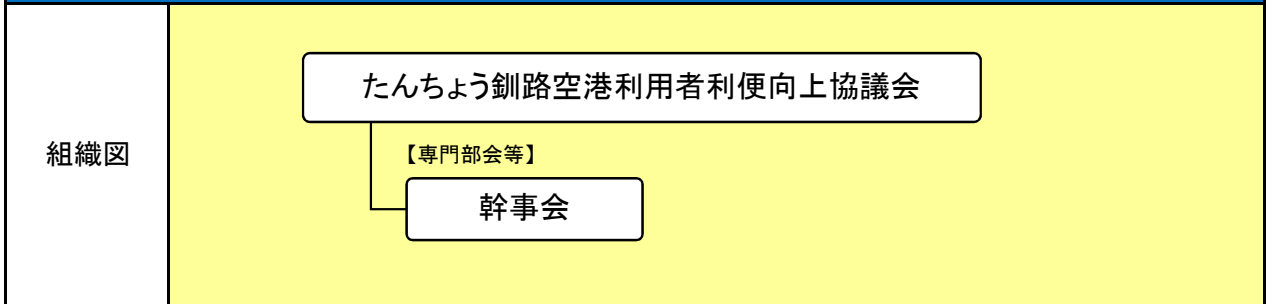 組織図
たんちょう釧路空港利用者利便向上協議会
【専門部会等】
幹事会